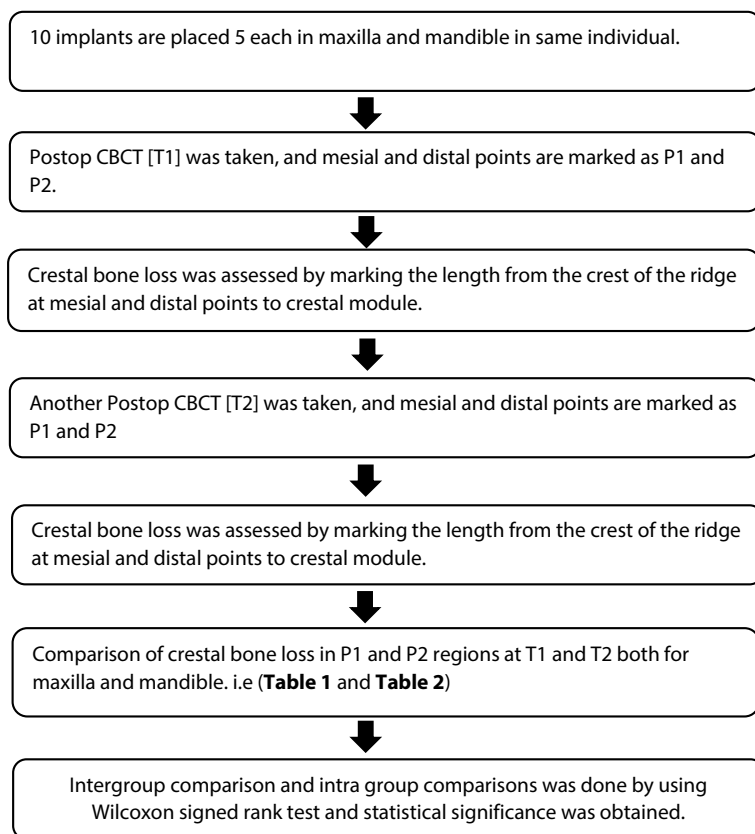 10 implants are placed 5 each in maxilla and mandible in same individual.
Postop CBCT [T1] was taken, and mesial and distal points are marked as P1 and
P2.
Crestal bone loss was assessed by marking the length from the crest of the ridge
at mesial and distal points to crestal module.
Another Postop CBCT [T2] was taken, and mesial and distal points are marked as
P1 and P2
Crestal bone loss was assessed by marking the length from the crest of the ridge
at mesial and distal points to crestal module.
Comparison of crestal bone loss in P1 and P2 regions at T1 and T2 both for
maxilla and mandible. i.e (Table 1 and Table 2)
Intergroup comparison and intra group comparisons was done by using
Wilcoxon signed rank test and statistical significance was obtained.